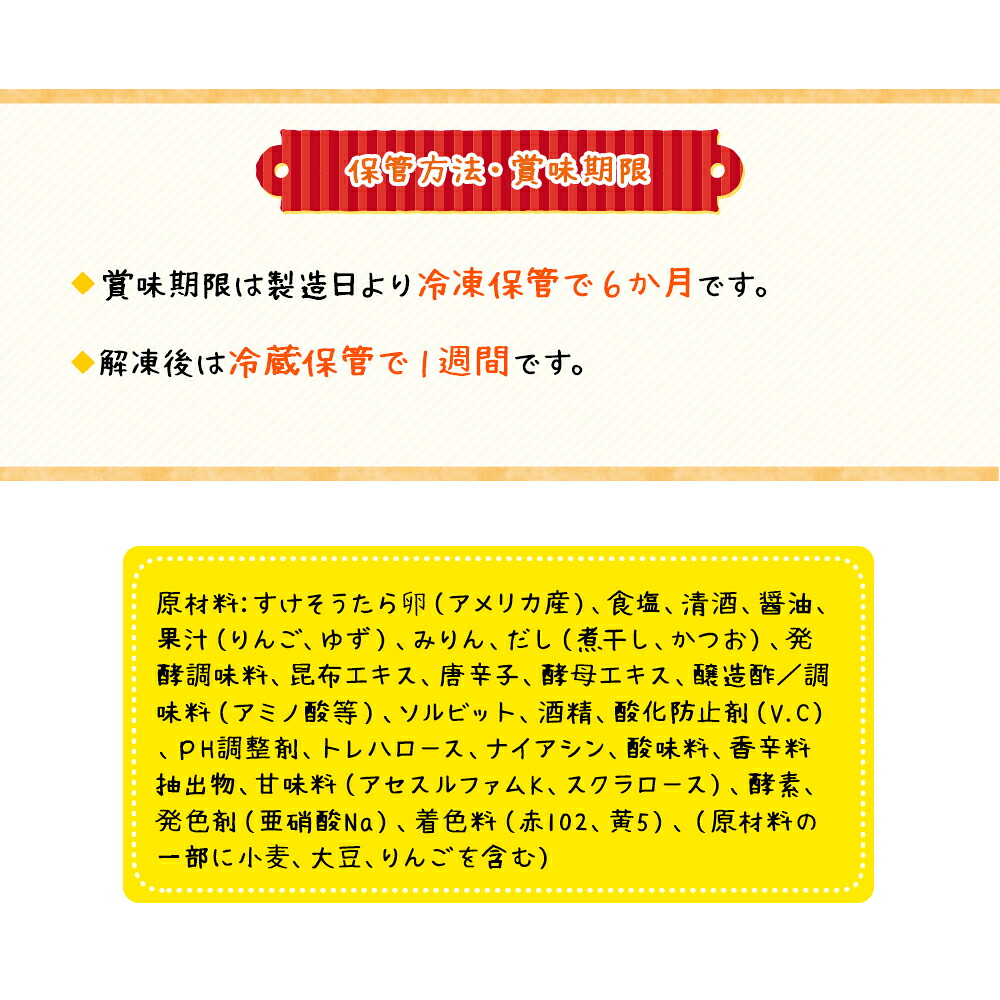 保管方法・賞味期限
◆賞味期限は製造日より冷凍保管で6か月です。
◆解凍後は冷蔵保管で1週間です。
原材料:すけそうたら卵(アメリカ産)、食塩、清酒、醤油、
果汁(りんご、ゆず)、みりん、だし(煮干し、かつお)、発
酵調味料、昆布エキス、唐辛子、酵母エキス、醸造酢/調
味料(アミノ酸等)、ソルビット、酒精、酸化防止剤(V.C)
、PH調整剤、トレハロース、ナイアシン、酸味料、香辛料
抽出物、甘味料(アセスルファムK、スクラロース)、酵素、
発色剤(亜硝酸Na)、着色料(赤102、黄5)、(原材料の
一部に小麦、大豆、りんごを含む)